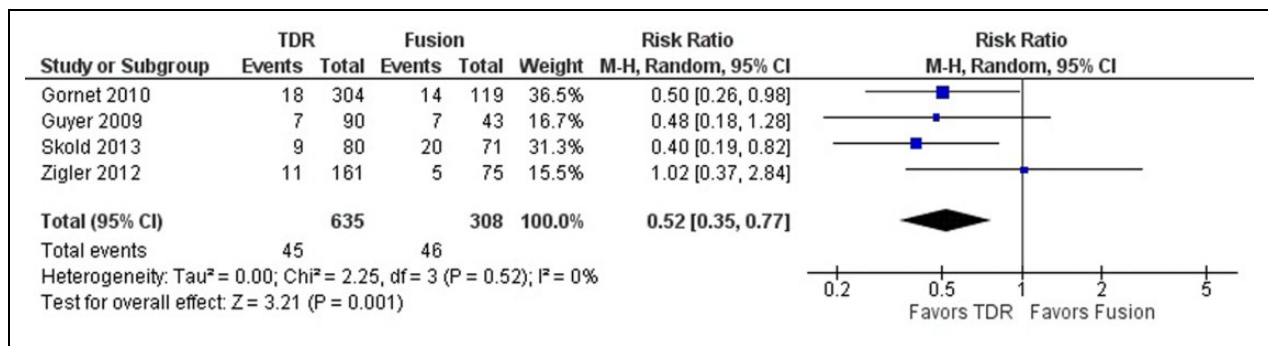 TDR Fusion Risk Ratio Risk Ratio
Study or Subgroup Events Total Events Total Weight M-H, Random, 95% CI M-H, Random, 95% CI
Gornet 2010 18 304 14 119 36.5% 0.50 [0.26, 0.98]
Guyer 2009 7 90 7 43 16.7% 0.48 [0.18, 1.28]
Skold 2013 9 80 20 71 31.3% 0.40 [0.19, 0.82]
Zigler 2012 11 161 5 75 15.5% 1.02 [0.37, 2.84]
Total (95% CI) 635 308 100.0% 0.52 [0.35, 0.77]
Total events 45 46
Heterogeneity: Tau² = 0.00; Chi² = 2.25, df = 3 (P = 0.52); I² = 0%
Test for overall effect: Z = 3.21 (P = 0.001)
0.2 0.5 1 2 5
Favors TDR Favors Fusion